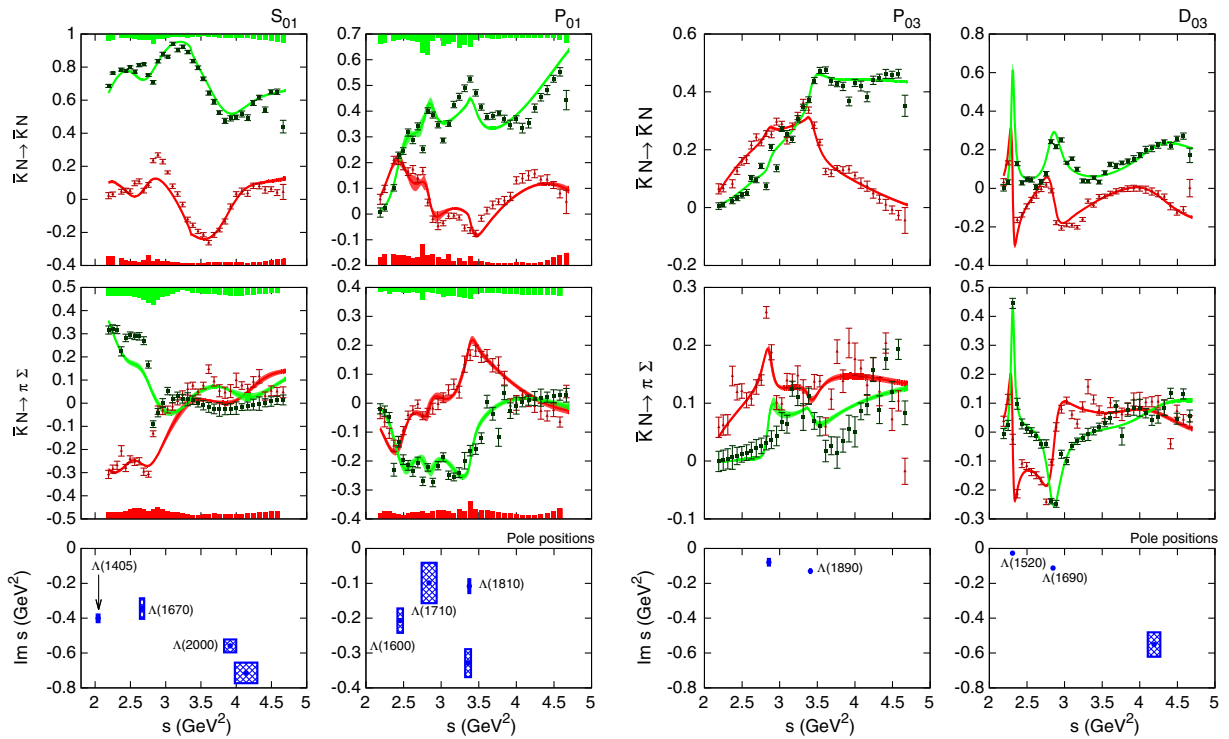 S01
P01
P03
D03
K̅ N→ K̅ N
1
0.8
0.6
0.4
0.2
0
-0.2
-0.4
0.7
0.6
0.5
0.4
0.3
0.2
0.1
0
-0.1
-0.2
K̅ N→ K̅ N
0.6
0.4
0.2
0
-0.2
0.8
0.6
0.4
0.2
0
-0.2
-0.4
K̅ N→ π Σ
0.5
0.4
0.3
0.2
0.1
0
-0.1
-0.2
-0.3
-0.4
-0.5
0.5
0.4
0.3
0.2
0.1
0
-0.1
-0.2
-0.3
-0.4
K̅ N→ π Σ
0.3
0.2
0.1
0
-0.1
0.5
0.4
0.3
0.2
0.1
0
-0.1
-0.2
-0.3
Pole positions
Pole positions
Im s (GeV2)
0
-0.2
-0.4
-0.6
-0.8
Λ(1405)
Λ(1670)
Λ(2000)
0
-0.1
-0.2
-0.3
-0.4
Λ(1810)
Λ(1710)
Λ(1600)
Im s (GeV2)
0
-0.2
-0.4
-0.6
-0.8
Λ(1890)
0
-0.2
-0.4
-0.6
-0.8
Λ(1520)
Λ(1690)
2 2.5 3 3.5 4 4.5 5
2 2.5 3 3.5 4 4.5 5
2 2.5 3 3.5 4 4.5 5
2 2.5 3 3.5 4 4.5 5
s (GeV2)
s (GeV2)
s (GeV2)
s (GeV2)